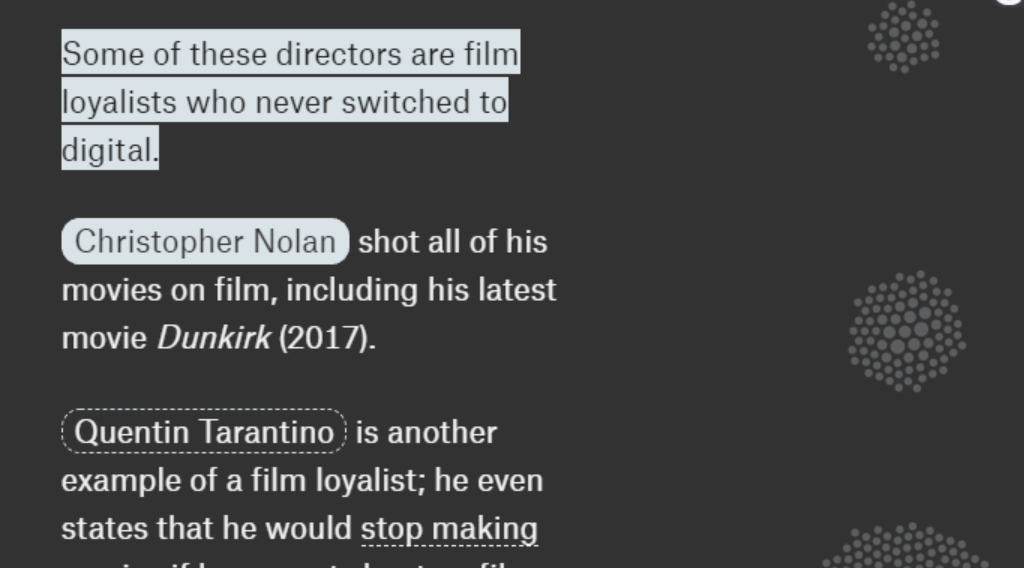 Some of these directors are film
loyalists who never switched to
digital.
Christopher Nolan shot all of his
movies on film, including his latest
movie Dunkirk (2017).
Quentin Tarantino is another
example of a film loyalist; he even
states that he would stop making